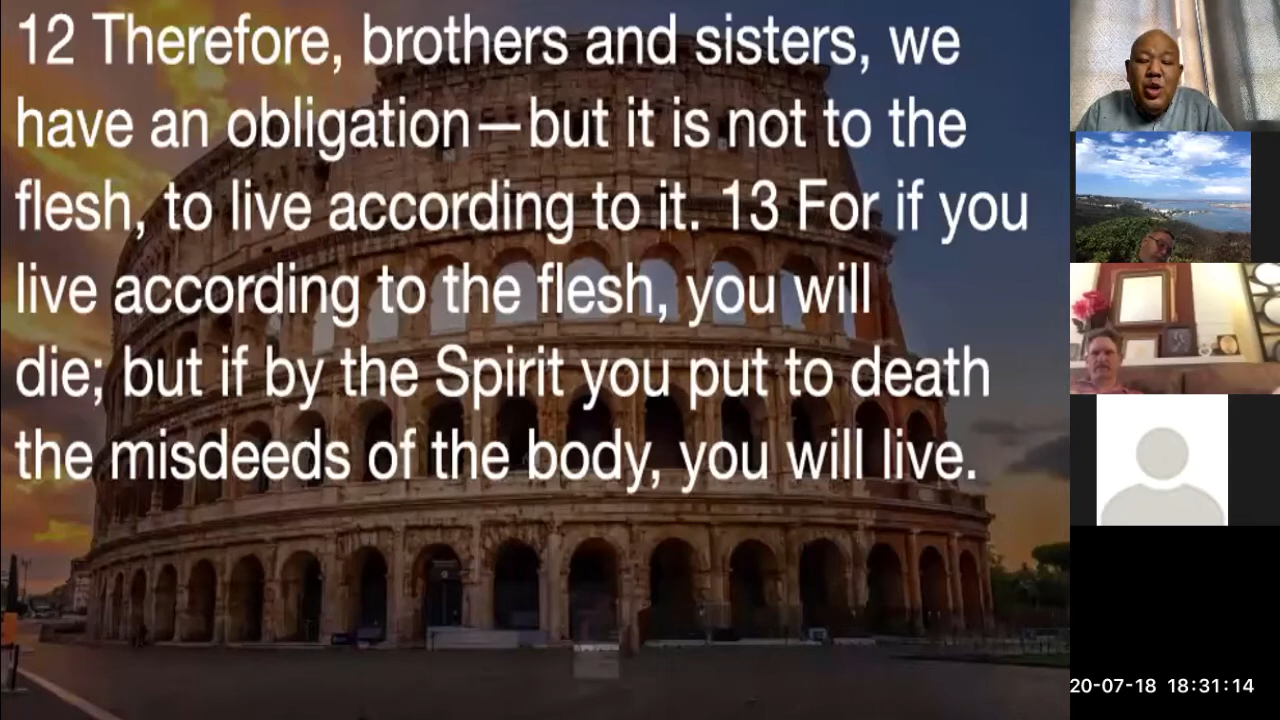 12 Therefore, brothers and sisters, we
have an obligation—but it is not to the
flesh, to live according to it. 13 For if you
live according to the flesh, you will
die; but if by the Spirit you put to death
the misdeeds of the body, you will live.
20-07-18 18:31:14